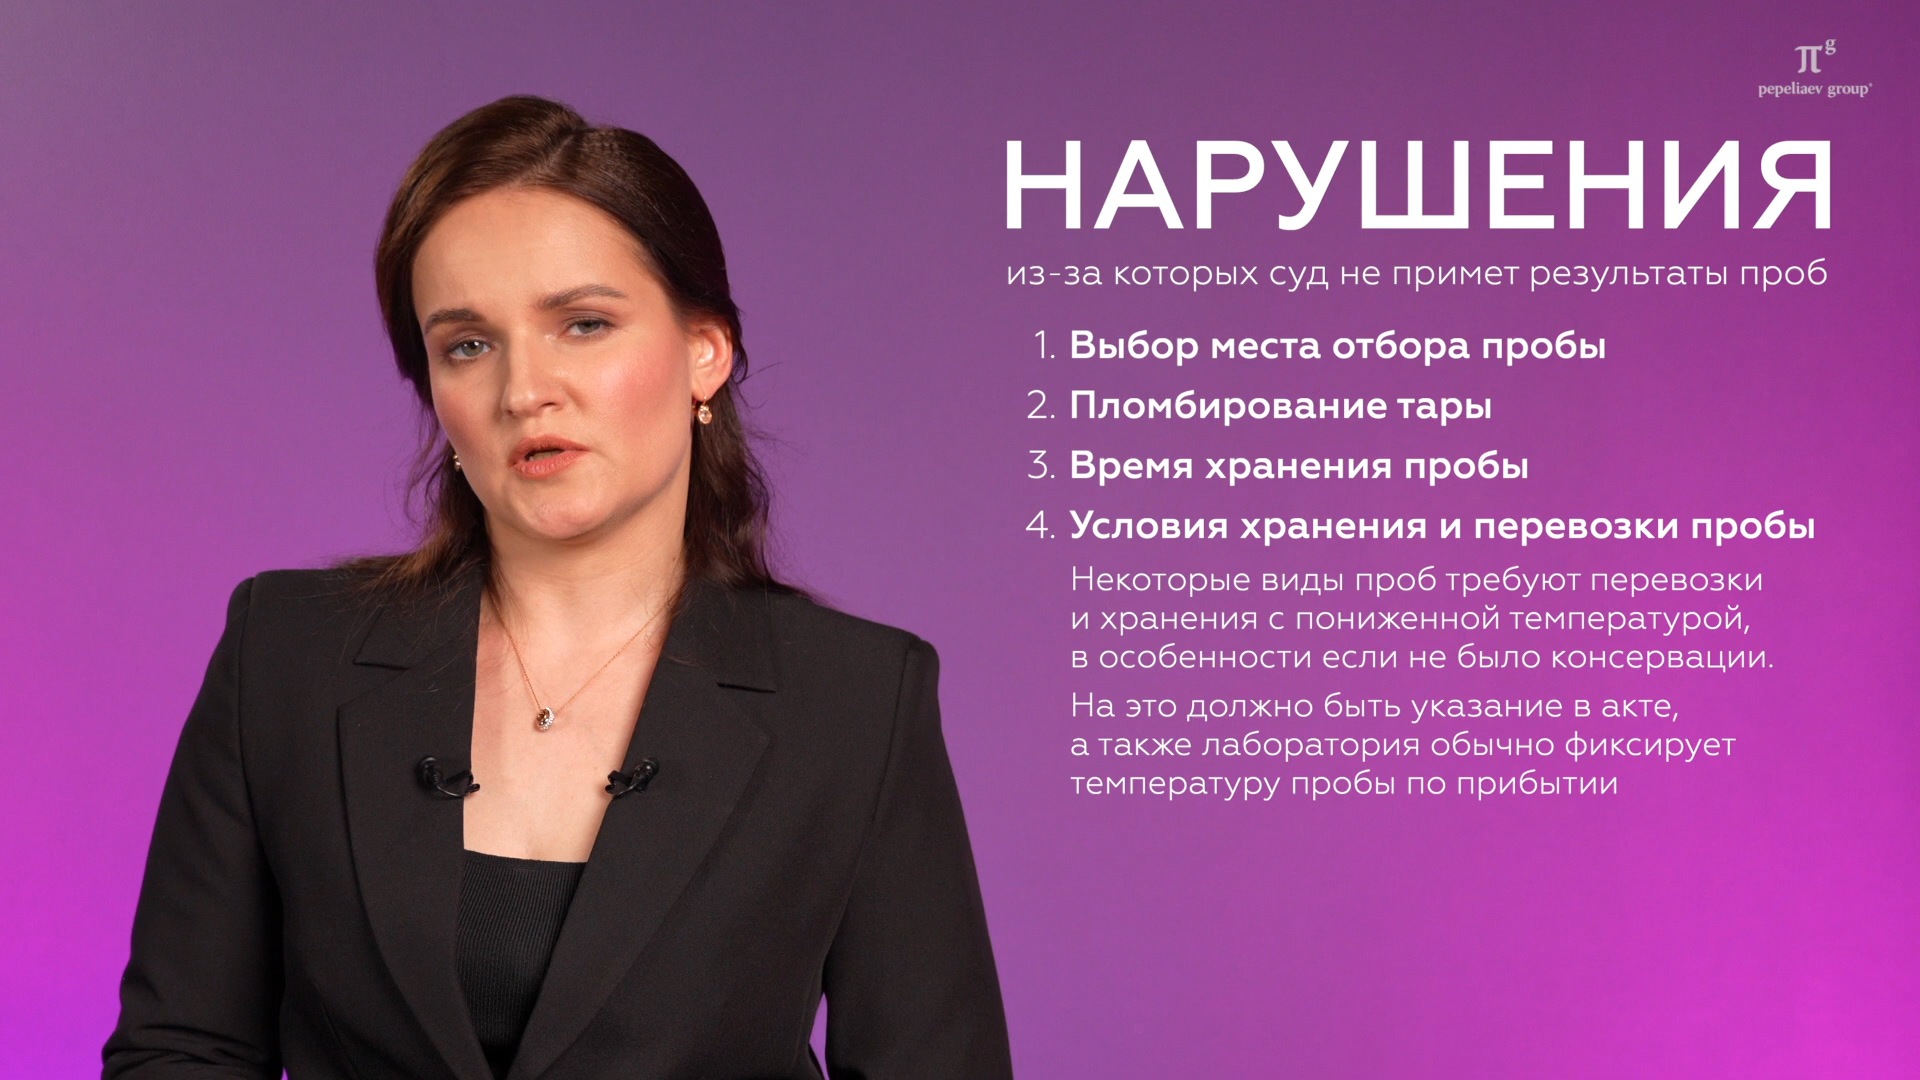 πg
pepeliaev group®
НАРУШЕНИЯ
из-за которых суд не примет результаты проб
1. Выбор места отбора пробы
2. Пломбирование тары
3. Время хранения пробы
4. Условия хранения и перевозки пробы
Некоторые виды проб требуют перевозки
и хранения с пониженной температурой,
в особенности если не было консервации.
На это должно быть указание в акте,
а также лаборатория обычно фиксирует
температуру пробы по прибытии